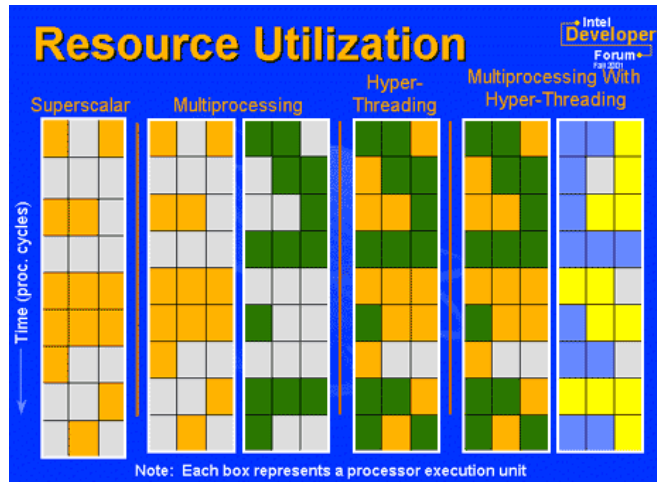 Resource Utilization
Intel
Developer
Forum
Fall 2001
Superscalar
Multiprocessing
Hyper-
Threading
Multiprocessing With
Hyper-Threading
Time (proc. cycles)
Note: Each box represents a processor execution unit